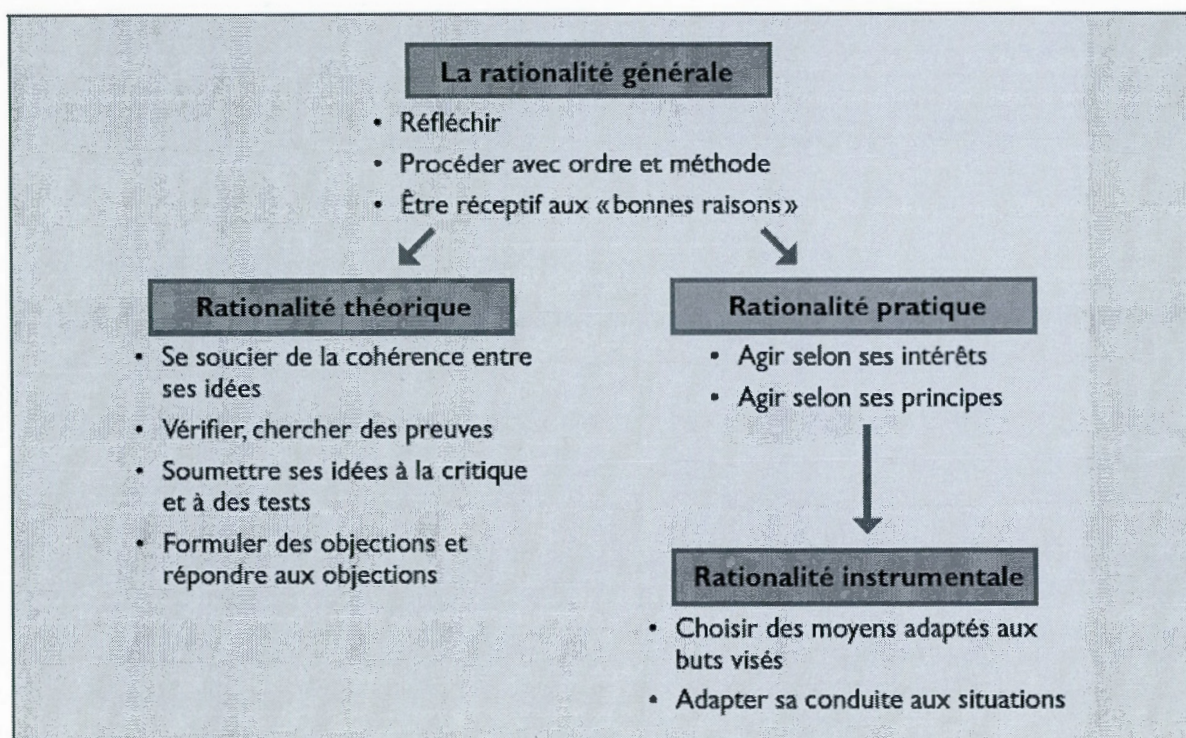 La rationalité générale
• Réfléchir
• Procéder avec ordre et méthode
• Être réceptif aux «bonnes raisons»
Rationalité théorique
• Se soucier de la cohérence entre
ses idées
• Vérifier, chercher des preuves
• Soumettre ses idées à la critique
et à des tests
• Formuler des objections et
répondre aux objections
Rationalité pratique
• Agir selon ses intérêts
• Agir selon ses principes
Rationalité instrumentale
• Choisir des moyens adaptés aux
buts visés
• Adapter sa conduite aux situations